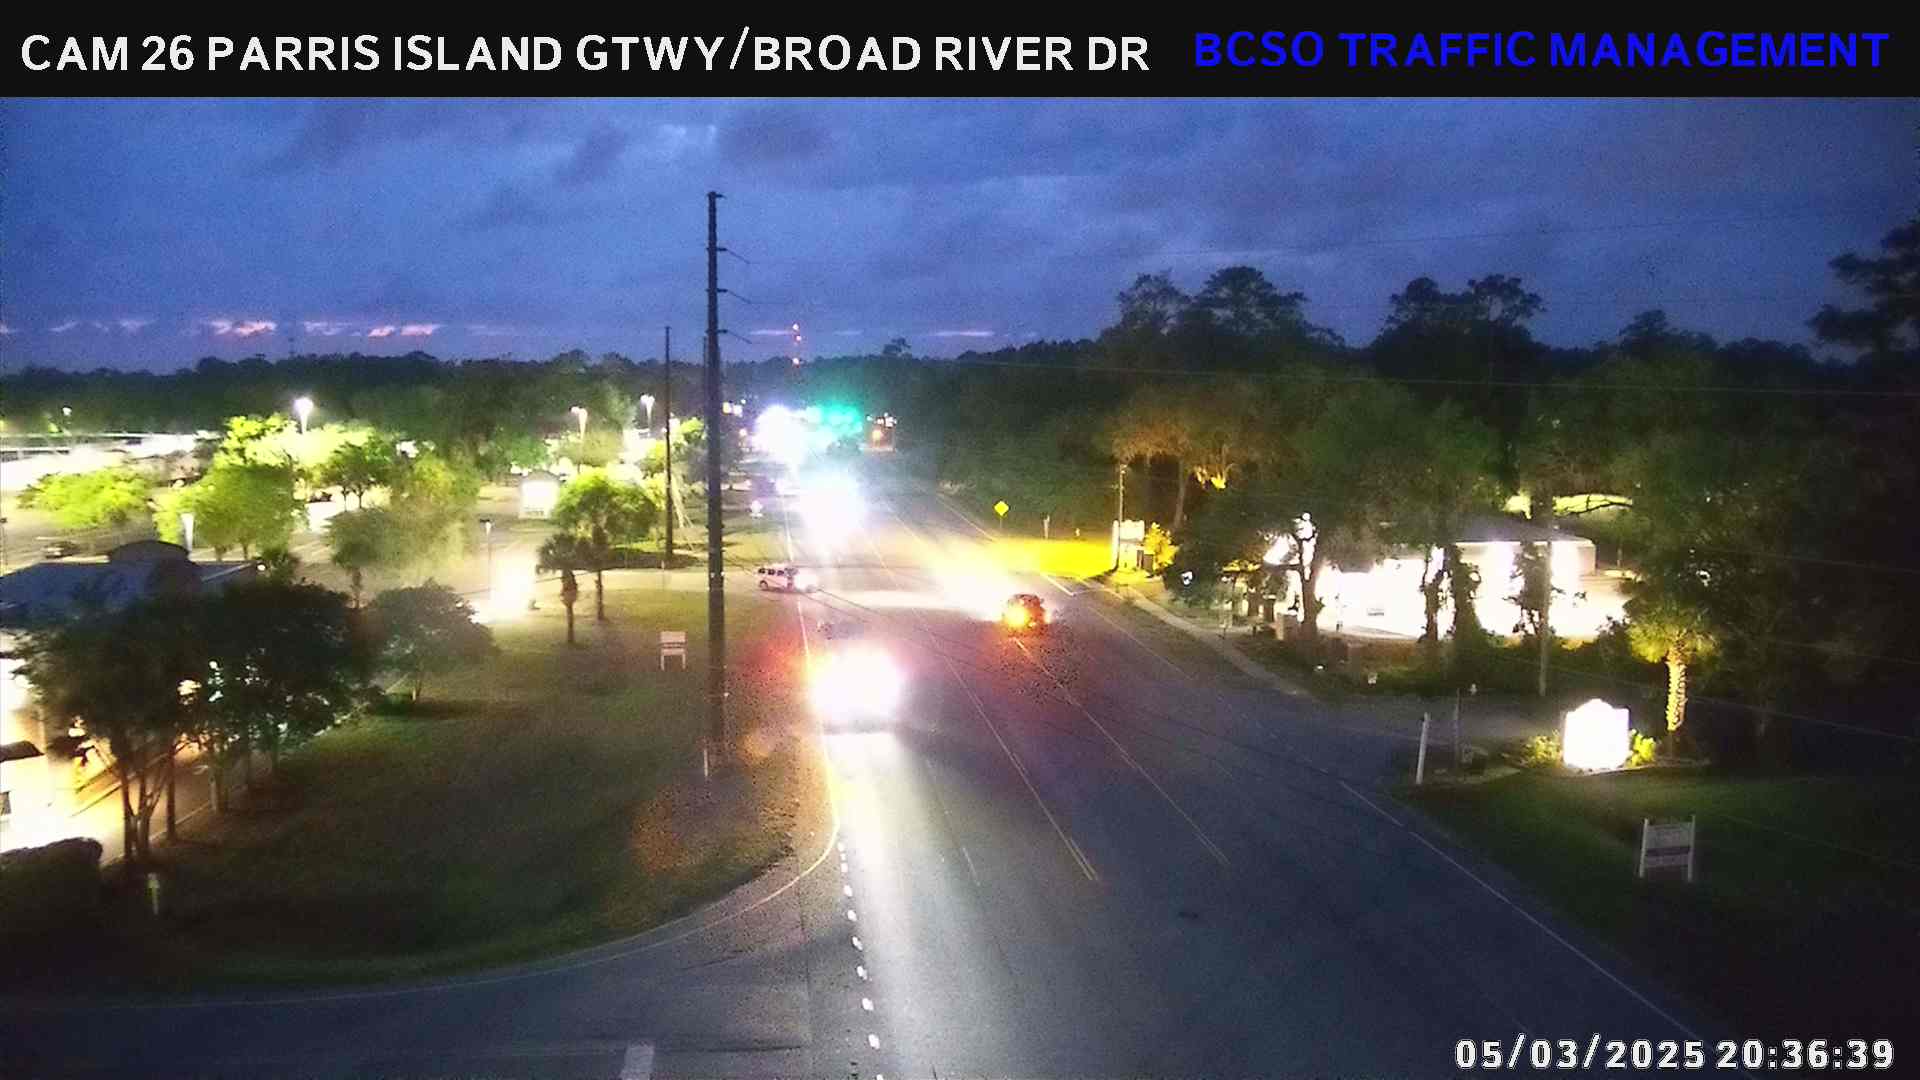 CAM 26 PARRIS ISLAND GTWY/BROAD RIVER DR
BCSO TRAFFIC MANAGEMENT
05/03/2025 20:36:39